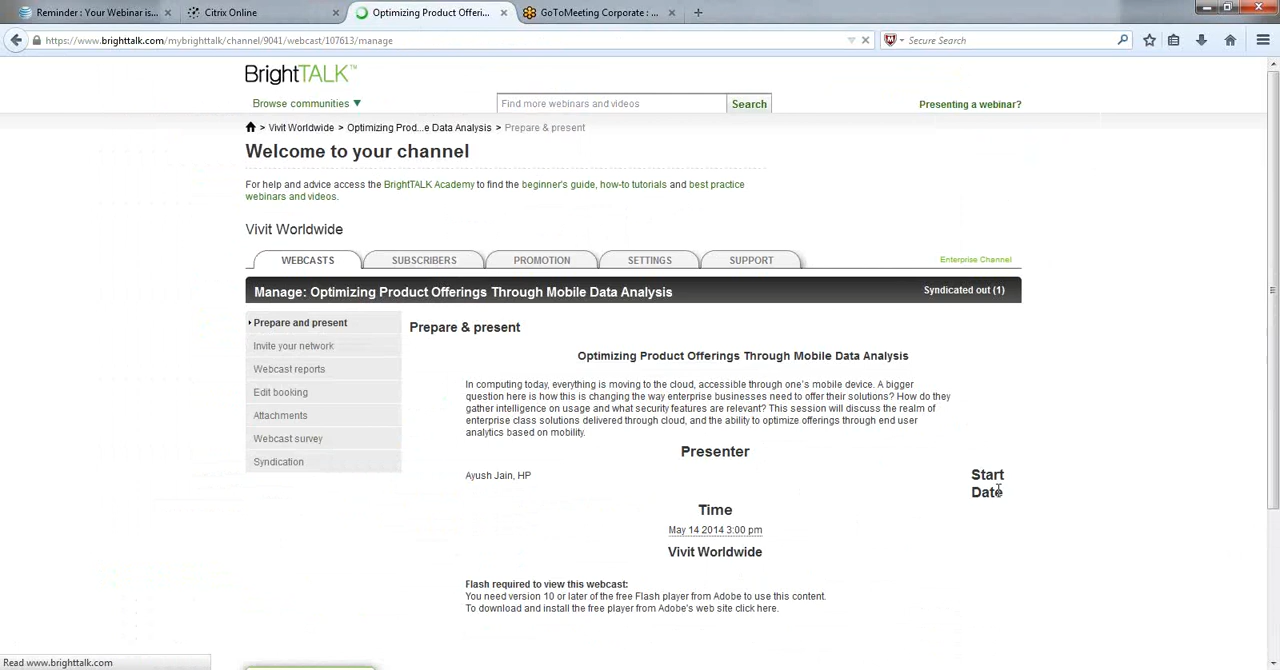 Reminder : Your Webinar is...
Citrix Online
Optimizing Product Offeri...
GoToMeeting Corporate : ...
https://www.brighttalk.com/mybrighttalk/channel/9041/webcast/107613/manage
Secure Search
BrightTALK™
Browse communities ▼
Find more webinars and videos
Search
Presenting a webinar?
> Vivit Worldwide > Optimizing Prod...e Data Analysis > Prepare & present
Welcome to your channel
For help and advice access the BrightTALK Academy to find the beginner's guide, how-to tutorials and best practice
webinars and videos.
Vivit Worldwide
WEBCASTS
SUBSCRIBERS
PROMOTION
SETTINGS
SUPPORT
Enterprise Channel
Manage: Optimizing Product Offerings Through Mobile Data Analysis
Syndicated out (1)
Prepare and present
Invite your network
Webcast reports
Edit booking
Attachments
Webcast survey
Syndication
Prepare & present
Optimizing Product Offerings Through Mobile Data Analysis
In computing today, everything is moving to the cloud, accessible through one's mobile device. A bigger
question here is how this is changing the way enterprise businesses need to offer their solutions? How do they
gather intelligence on usage and what security features are relevant? This session will discuss the realm of
enterprise class solutions delivered through cloud, and the ability to optimize offerings through end user
analytics based on mobility.
Presenter
Ayush Jain, HP
Start
Date
Time
May 14 2014 3:00 pm
Vivit Worldwide
Flash required to view this webcast:
You need version 10 or later of the free Flash player from Adobe to use this content.
To download and install the free player from Adobe's web site click here.
Read www.brighttalk.com